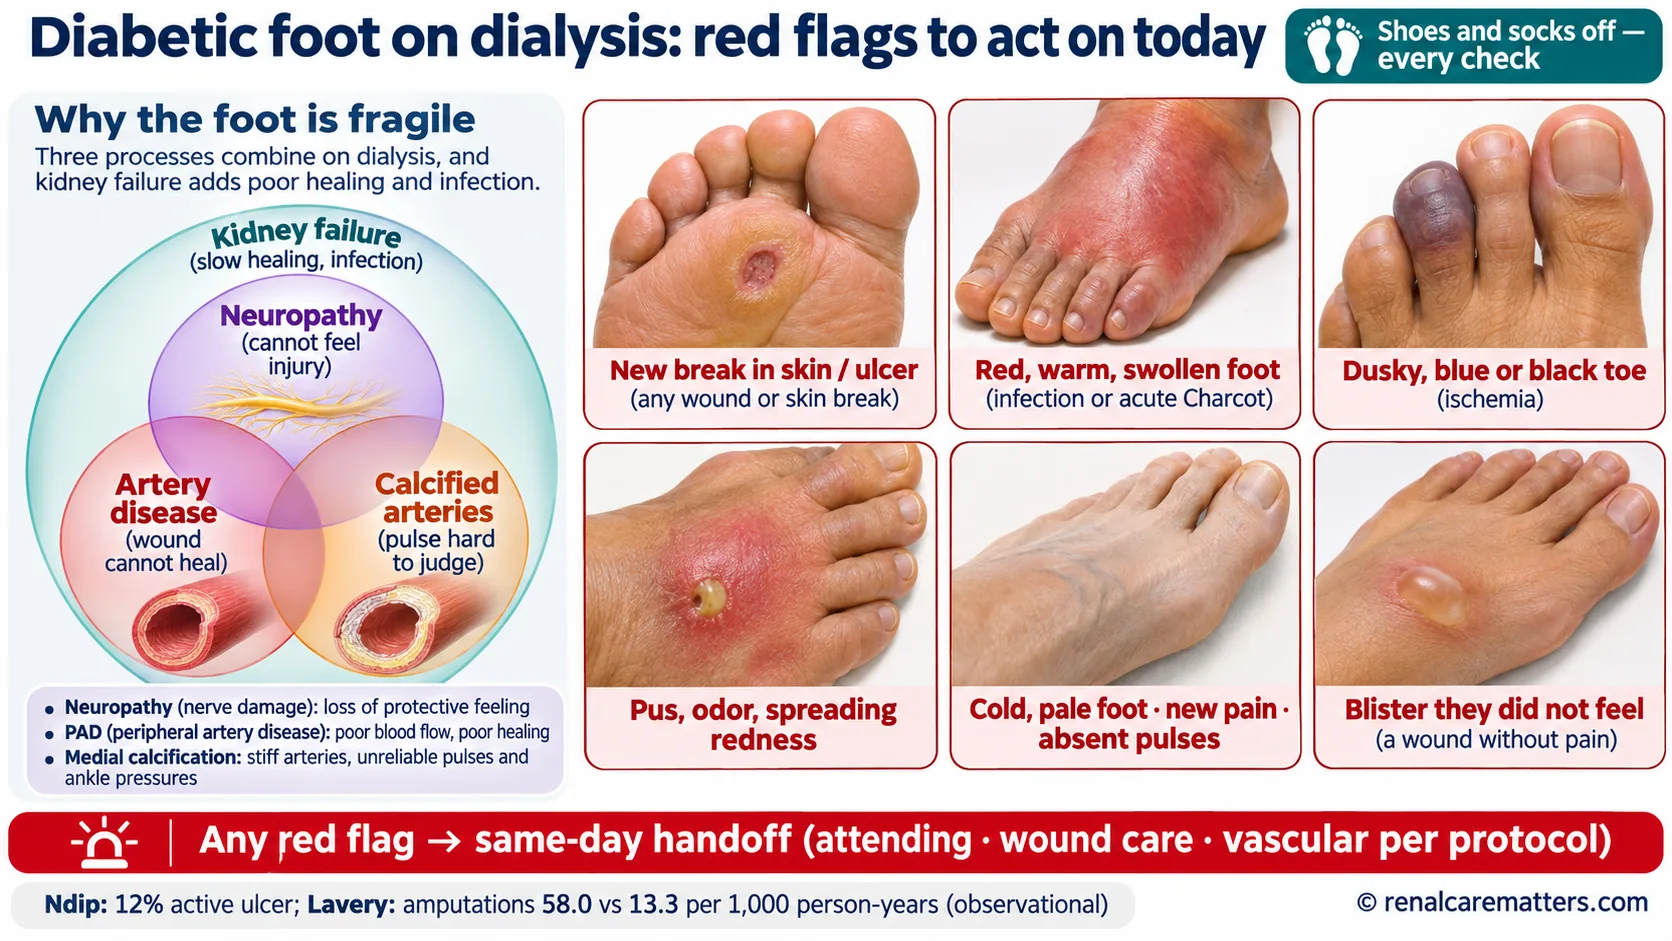 Diabetic foot on dialysis: red flags to act on today
Shoes and socks off —
every check
Why the foot is fragile
Three processes combine on dialysis, and
kidney failure adds poor healing and infection.
Kidney failure
(slow healing, infection)
Neuropathy
(cannot feel
injury)
Artery
disease
(wound
cannot heal)
Calcified
arteries
(pulse hard
to judge)
• Neuropathy (nerve damage): loss of protective feeling
• PAD (peripheral artery disease): poor blood flow, poor healing
• Medial calcification: stiff arteries, unreliable pulses and
ankle pressures
New break in skin / ulcer
(any wound or skin break)
Red, warm, swollen foot
(infection or acute Charcot)
Dusky, blue or black toe
(ischemia)
Pus, odor, spreading
redness
Cold, pale foot · new pain ·
absent pulses
Blister they did not feel
(a wound without pain)
Any red flag → same-day handoff (attending · wound care · vascular per protocol)
Ndip: 12% active ulcer; Lavery: amputations 58.0 vs 13.3 per 1,000 person-years (observational)
© renalcarematters.com